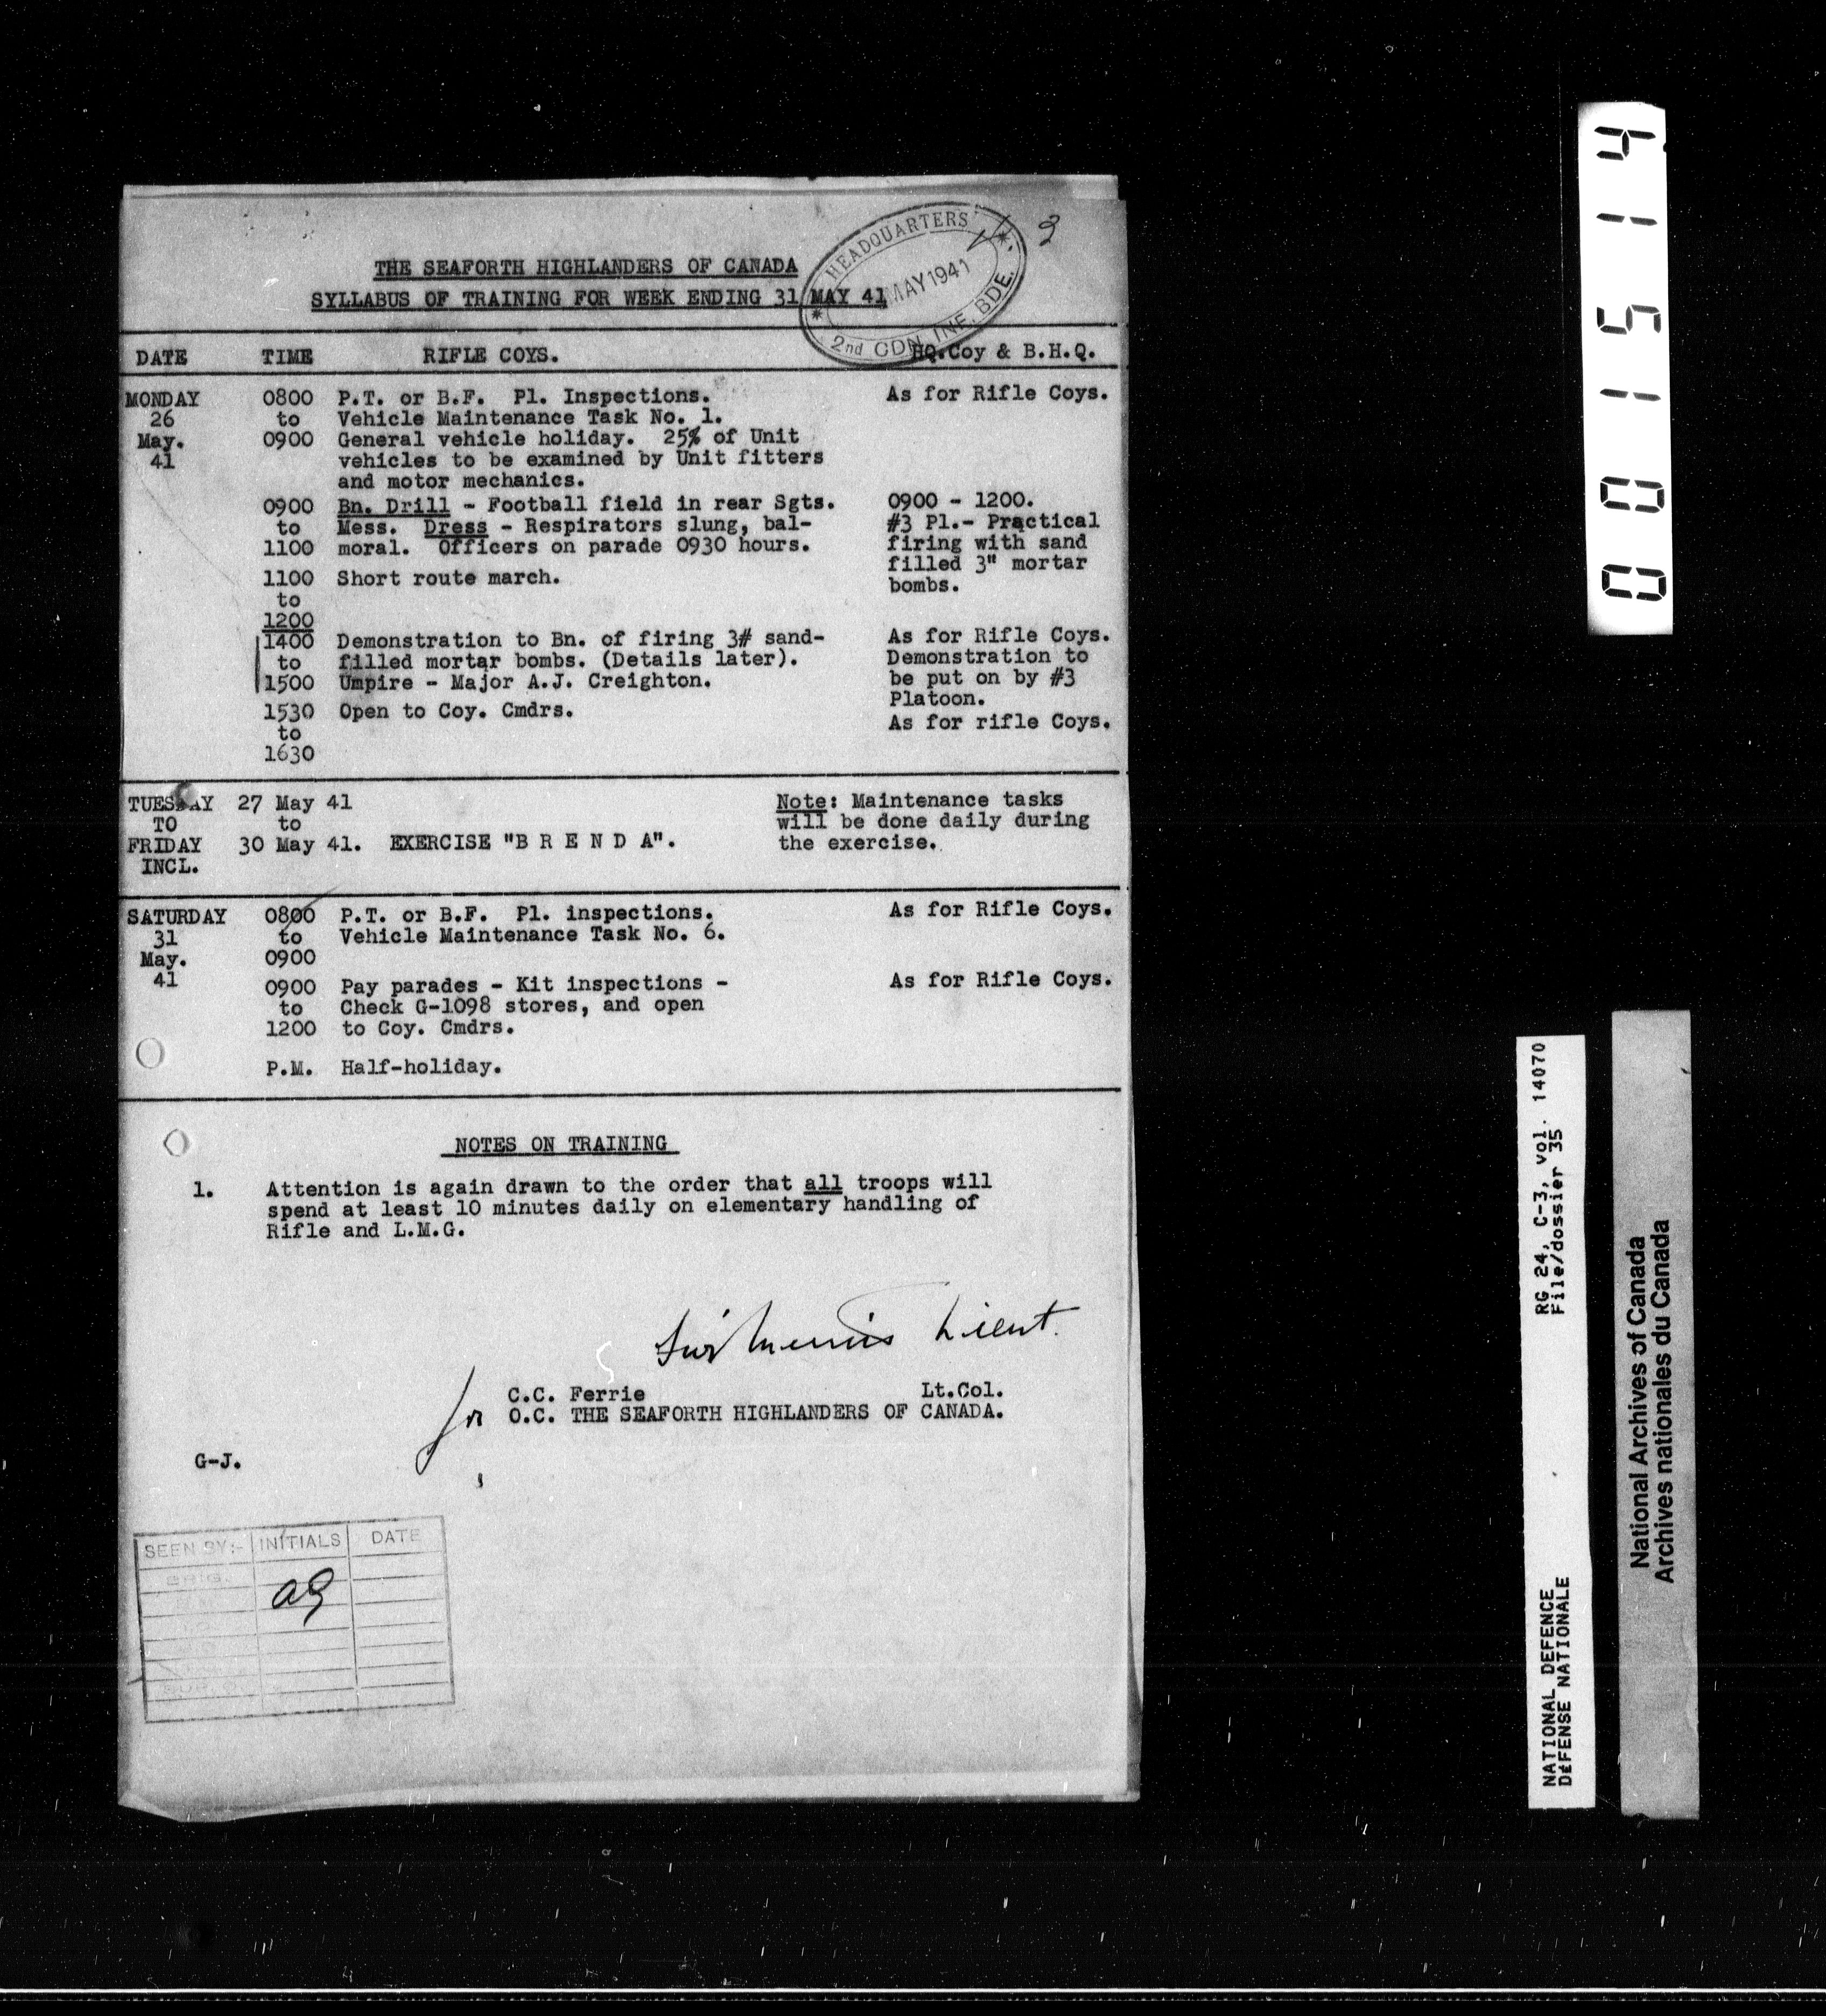 3
HEADQUARTERS
MAY 1941
2nd CDN. INF. BDE.
THE SEAFORTH HIGHLANDERS OF CANADA
SYLLABUS OF TRAINING FOR WEEK ENDING 31 MAY 41
DATE TIME RIFLE COYS. HQ.Coy & B.H.Q.
MONDAY 0800 P.T. or B.F. Pl. Inspections. As for Rifle Coys.
26 to Vehicle Maintenance Task No. 1.
May. 0900 General vehicle holiday. 25% of Unit
41 vehicles to be examined by Unit fitters
and motor mechanics.
0900 Bn. Drill - Football field in rear Sgts. 0900 - 1200.
to Mess. Dress - Respirators slung, bal- #3 Pl.- Practical
1100 moral. Officers on parade 0930 hours. firing with sand
filled 3" mortar
1100 Short route march. bombs.
to
1200
1400 Demonstration to Bn. of firing 3# sand- As for Rifle Coys.
to filled mortar bombs. (Details later). Demonstration to
1500 Umpire - Major A.J. Creighton. be put on by #3
Platoon.
1530 Open to Coy. Cmdrs. As for rifle Coys.
to
1630
TUESDAY 27 May 41 Note: Maintenance tasks
TO to will be done daily during
FRIDAY 30 May 41. EXERCISE "B R E N D A". the exercise.
INCL.
SATURDAY 0800 P.T. or B.F. Pl. inspections. As for Rifle Coys.
31 to Vehicle Maintenance Task No. 6.
May. 0900
41 0900 Pay parades - Kit inspections - As for Rifle Coys.
to Check G-1098 stores, and open
1200 to Coy. Cmdrs.
P.M. Half-holiday.
NOTES ON TRAINING
1. Attention is again drawn to the order that all troops will
spend at least 10 minutes daily on elementary handling of
Rifle and L.M.G.
Lieut.
for C.C. Ferrie Lt.Col.
O.C. THE SEAFORTH HIGHLANDERS OF CANADA.
G-J.
SEEN BY:- INITIALS DATE
BRIG.
001514
RG 24, C-3, vol. 14070
File/dossier 35
NATIONAL DEFENCE
DÉFENSE NATIONALE
National Archives of Canada
Archives nationales du Canada